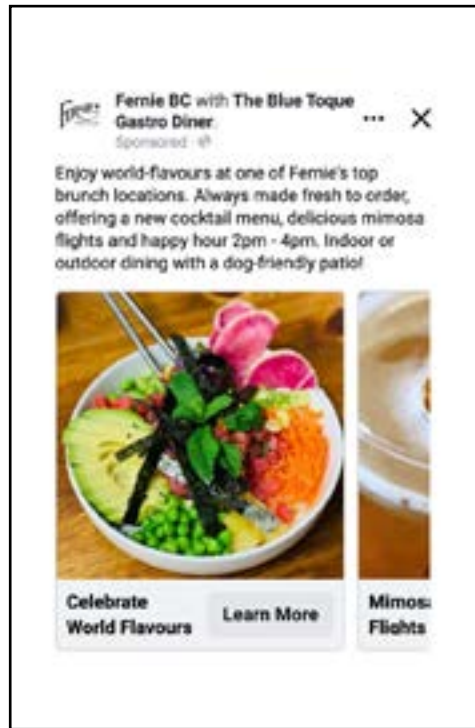 Fernie
Fernie BC with The Blue Toque
Gastro Diner.
Sponsored ·
Enjoy world-flavours at one of Fernie's top
brunch locations. Always made fresh to order,
offering a new cocktail menu, delicious mimosa
flights and happy hour 2pm - 4pm. Indoor or
outdoor dining with a dog-friendly patio!
Celebrate
World Flavours
Learn More
Mimosa
Flights